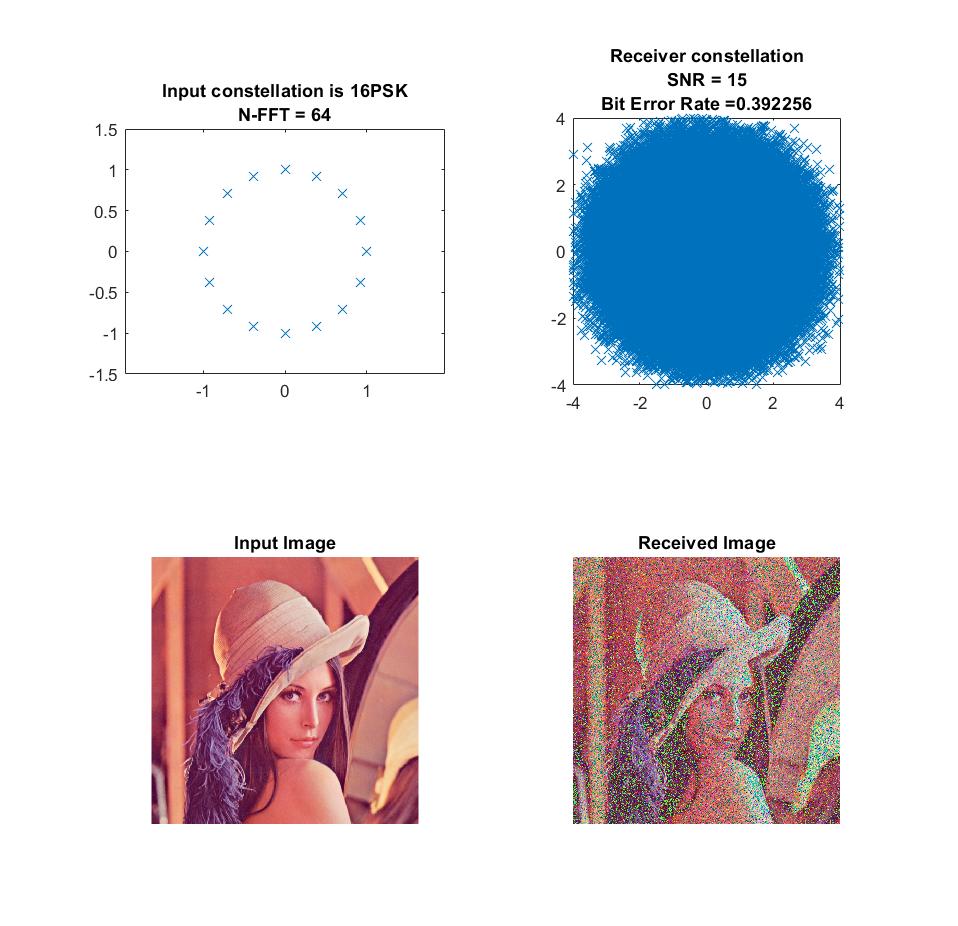 Input constellation is 16PSK
N-FFT = 64
1.5
1
0.5
0
-0.5
-1
-1.5
-1 0 1
Receiver constellation
SNR = 15
Bit Error Rate =0.392256
4
2
0
-2
-4
-4 -2 0 2 4
Input Image
Received Image